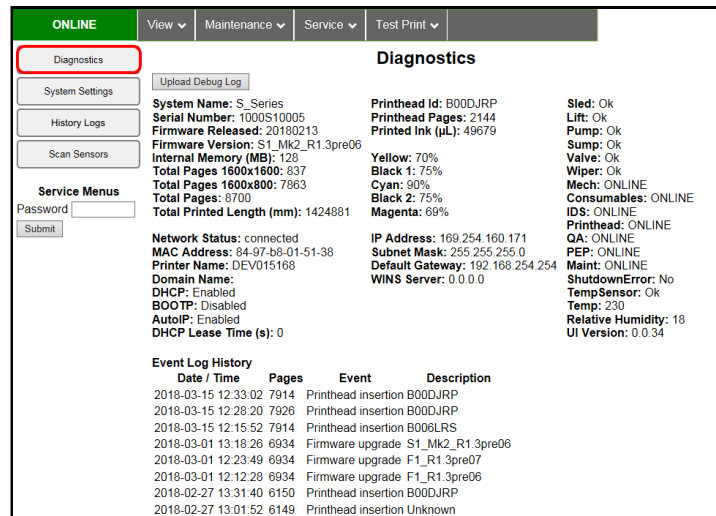 ONLINE View Maintenance Service Test Print
Diagnostics
System Settings
History Logs
Scan Sensors
Service Menus
Password
Submit
Diagnostics
Upload Debug Log
System Name: S_Series
Serial Number: 1000S10005
Firmware Released: 20180213
Firmware Version: S1_Mk2_R1.3pre06
Internal Memory (MB): 128
Total Pages 1600x1600: 837
Total Pages 1600x800: 7863
Total Pages: 8700
Total Printed Length (mm): 1424881
Printhead Id: B00DJRP
Printhead Pages: 2144
Printed Ink (µL): 49679
Yellow: 70%
Black 1: 75%
Cyan: 90%
Black 2: 75%
Magenta: 69%
Sled: Ok
Lift: Ok
Pump: Ok
Sump: Ok
Valve: Ok
Wiper: Ok
Mech: ONLINE
Consumables: ONLINE
IDS: ONLINE
Printhead: ONLINE
QA: ONLINE
PEP: ONLINE
Maint: ONLINE
ShutdownError: No
TempSensor: Ok
Temp: 230
Relative Humidity: 18
UI Version: 0.0.34
Network Status: connected
MAC Address: 84-97-b8-01-51-38
Printer Name: DEV015168
Domain Name:
DHCP: Enabled
BOOTP: Disabled
AutoIP: Enabled
DHCP Lease Time (s): 0
IP Address: 169.254.160.171
Subnet Mask: 255.255.255.0
Default Gateway: 192.168.254.254
WINS Server: 0.0.0.0
Event Log History
Date / Time Pages Event Description
2018-03-15 12:33:02 7914 Printhead insertion B00DJRP
2018-03-15 12:28:20 7926 Printhead insertion B00DJRP
2018-03-15 12:15:52 7914 Printhead insertion B006LRS
2018-03-01 13:18:26 6934 Firmware upgrade S1_Mk2_R1.3pre06
2018-03-01 12:23:49 6934 Firmware upgrade F1_R1.3pre07
2018-03-01 12:12:28 6934 Firmware upgrade F1_R1.3pre06
2018-02-27 13:31:40 6150 Printhead insertion B00DJRP
2018-02-27 13:01:52 6149 Printhead insertion Unknown